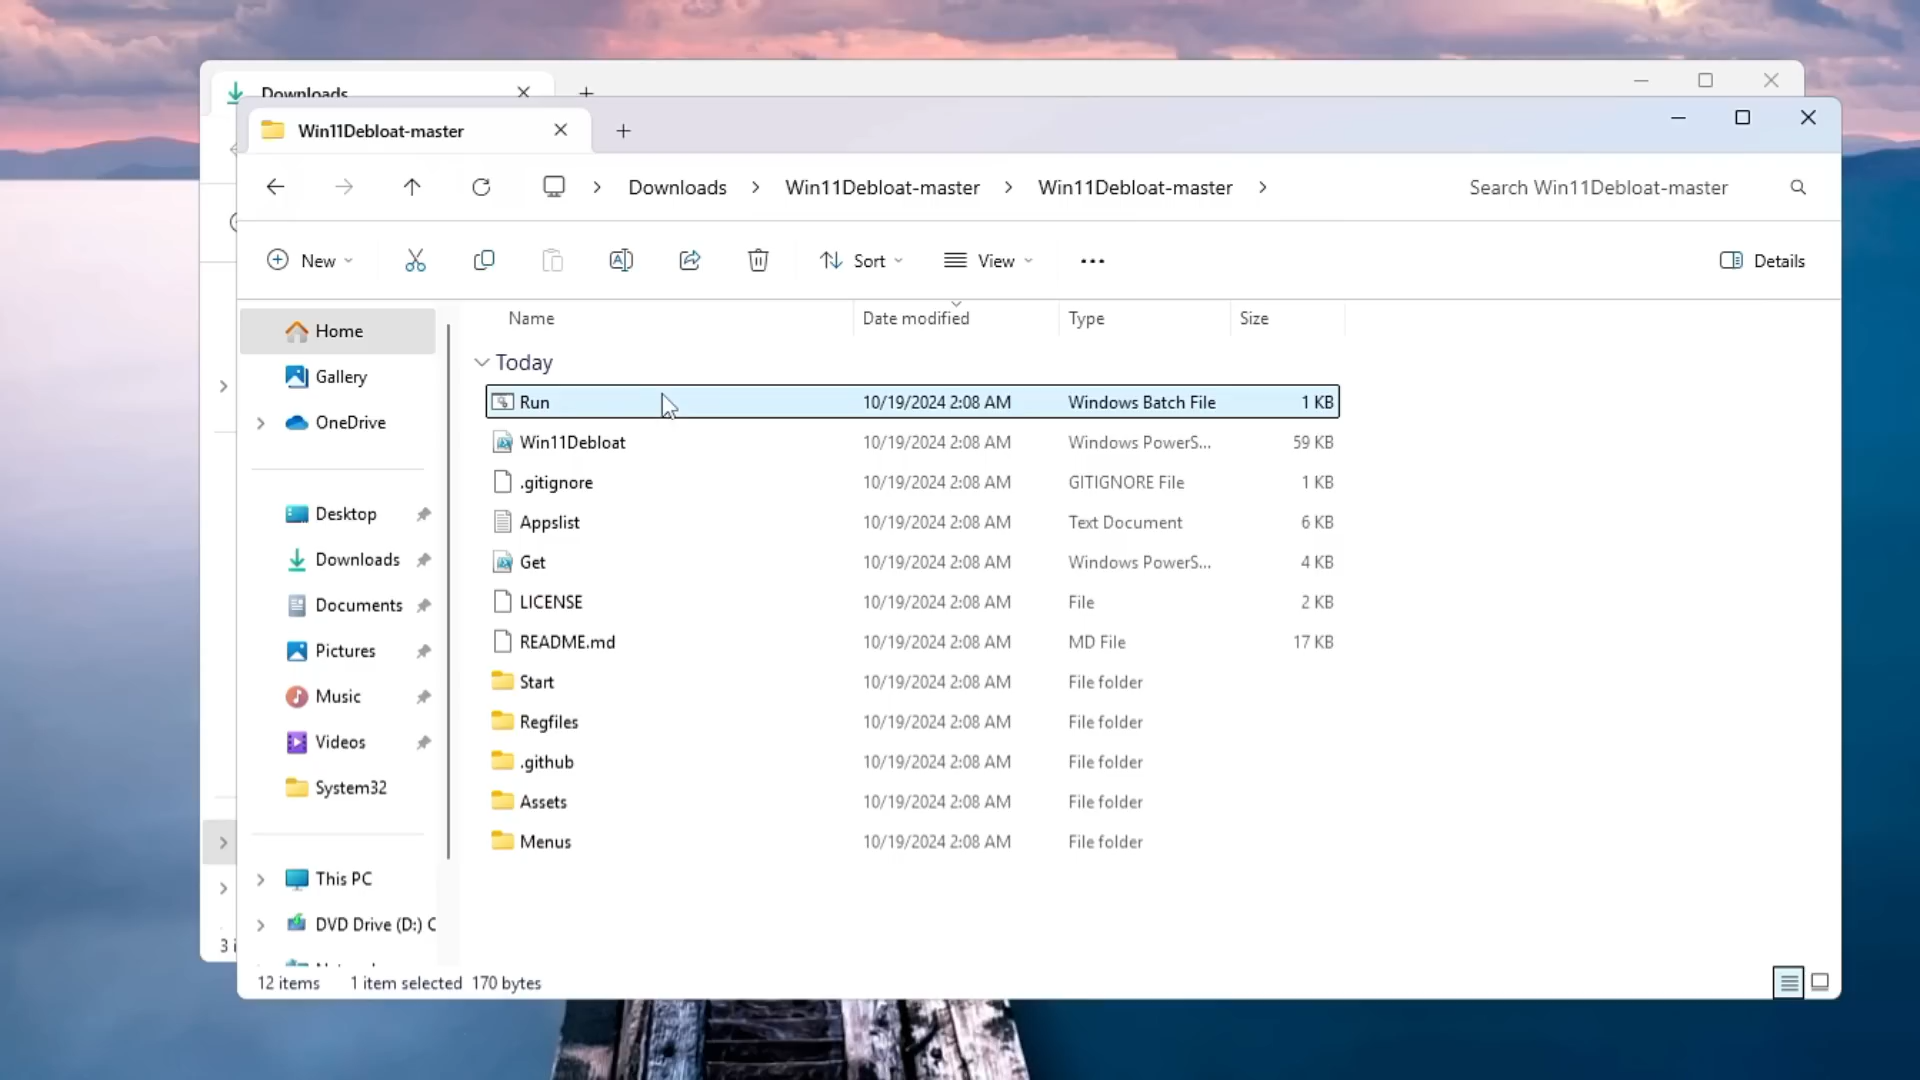 Downloads
Win11Debloat-master
Downloads Win11Debloat-master Win11Debloat-master Search Win11Debloat-master
New Sort View Details
Name Date modified Type Size
Home
Gallery
OneDrive
Desktop
Downloads
Documents
Pictures
Music
Videos
System32
This PC
DVD Drive (D:) C
Today
Run 10/19/2024 2:08 AM Windows Batch File 1 KB
Win11Debloat 10/19/2024 2:08 AM Windows PowerS... 59 KB
.gitignore 10/19/2024 2:08 AM GITIGNORE File 1 KB
Appslist 10/19/2024 2:08 AM Text Document 6 KB
Get 10/19/2024 2:08 AM Windows PowerS... 4 KB
LICENSE 10/19/2024 2:08 AM File 2 KB
README.md 10/19/2024 2:08 AM MD File 17 KB
Start 10/19/2024 2:08 AM File folder
Regfiles 10/19/2024 2:08 AM File folder
.github 10/19/2024 2:08 AM File folder
Assets 10/19/2024 2:08 AM File folder
Menus 10/19/2024 2:08 AM File folder
3 i
12 items 1 item selected 170 bytes